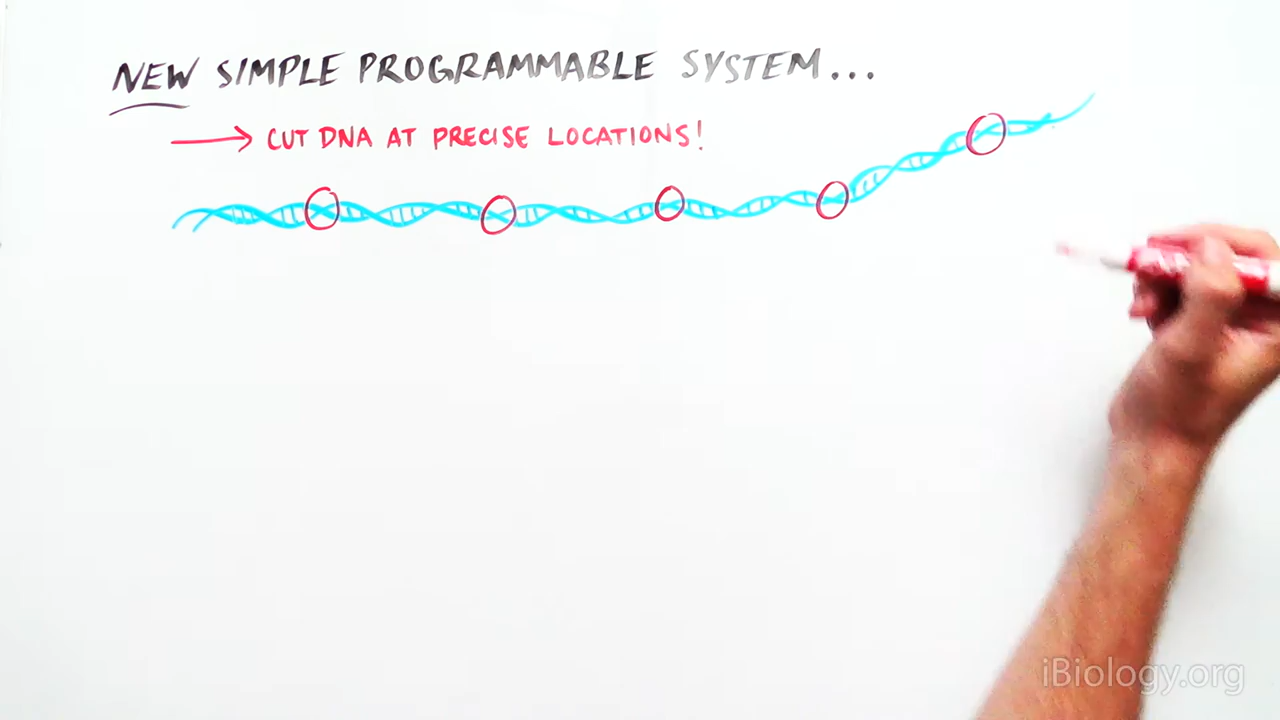 NEW SIMPLE PROGRAMMABLE SYSTEM...
CUT DNA AT PRECISE LOCATIONS!
iBiology.org